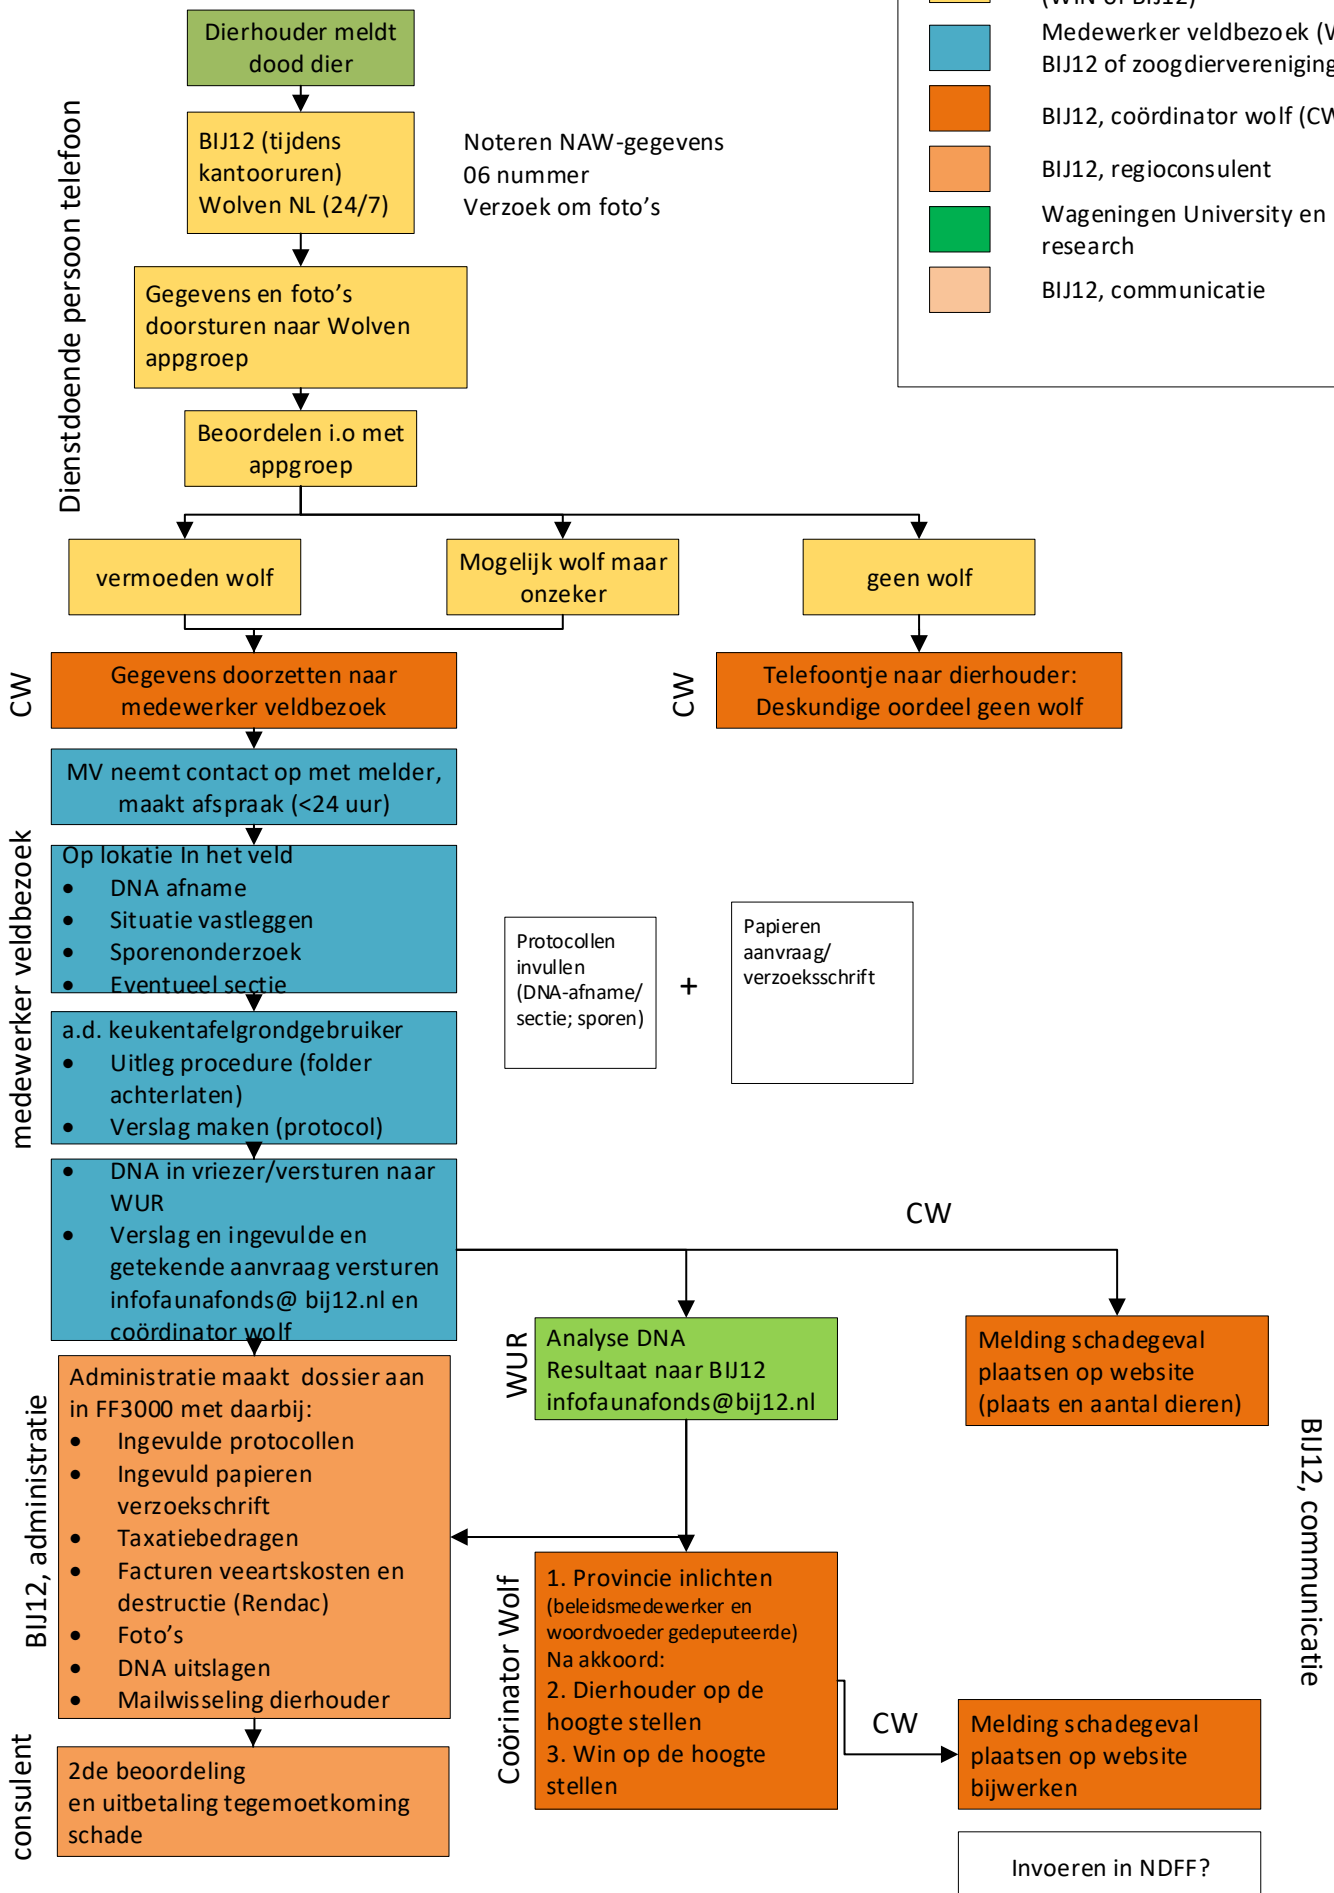 (WIN of BIJ12)
Medewerker veldbezoek (W
BIJ12 of zoogdiervereniging
BIJ12, coördinator wolf (CW
BIJ12, regioconsulent
Wageningen University en
research
BIJ12, communicatie
Dierhouder meldt
dood dier
Dienstdoende persoon telefoon
BIJ12 (tijdens
kantooruren)
Wolven NL (24/7)
Noteren NAW-gegevens
06 nummer
Verzoek om foto's
Gegevens en foto's
doorsturen naar Wolven
appgroep
Beoordelen i.o met
appgroep
vermoeden wolf
Mogelijk wolf maar
onzeker
geen wolf
CW
Gegevens doorzetten naar
medewerker veldbezoek
CW
Telefoontje naar dierhouder:
Deskundige oordeel geen wolf
medewerker veldbezoek
MV neemt contact op met melder,
maakt afspraak (<24 uur)
Op lokatie In het veld
• DNA afname
• Situatie vastleggen
• Sporenonderzoek
• Eventueel sectie
Protocollen
invullen
(DNA-afname/
sectie; sporen)
+
Papieren
aanvraag/
verzoeksschrift
a.d. keukentafelgrondgebruiker
• Uitleg procedure (folder
achterlaten)
• Verslag maken (protocol)
• DNA in vriezer/versturen naar
WUR
• Verslag en ingevulde en
getekende aanvraag versturen
infofaunafonds@ bij12.nl en
coördinator wolf
CW
WUR
Analyse DNA
Resultaat naar BIJ12
infofaunafonds@bij12.nl
Melding schadegeval
plaatsen op website
(plaats en aantal dieren)
BIJ12, communicatie
BIJ12, administratie
Administratie maakt dossier aan
in FF3000 met daarbij:
• Ingevulde protocollen
• Ingevuld papieren
verzoekschrift
• Taxatiebedragen
• Facturen veeartskosten en
destructie (Rendac)
• Foto's
• DNA uitslagen
• Mailwisseling dierhouder
Coörinator Wolf
1. Provincie inlichten
(beleidsmedewerker en
woordvoeder gedeputeerde)
Na akkoord:
2. Dierhouder op de
hoogte stellen
3. Win op de hoogte
stellen
CW
Melding schadegeval
plaatsen op website
bijwerken
consulent
2de beoordeling
en uitbetaling tegemoetkoming
schade
Invoeren in NDFF?